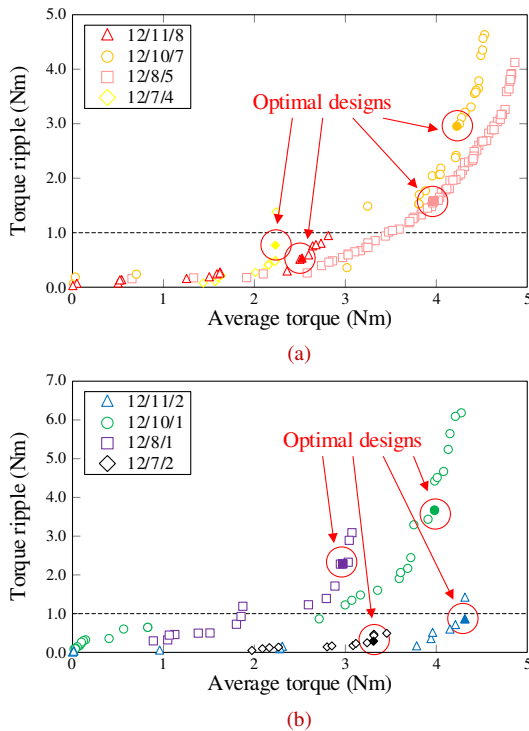 5.0
4.0
3.0
2.0
1.0
0.0
Torque ripple (Nm)
12/11/8
12/10/7
12/8/5
12/7/4
Optimal designs
0 1 2 3 4 5
Average torque (Nm)
(a)
7.0
6.0
5.0
4.0
3.0
2.0
1.0
0.0
Torque ripple (Nm)
12/11/2
12/10/1
12/8/1
12/7/2
Optimal designs
0 1 2 3 4 5
Average torque (Nm)
(b)